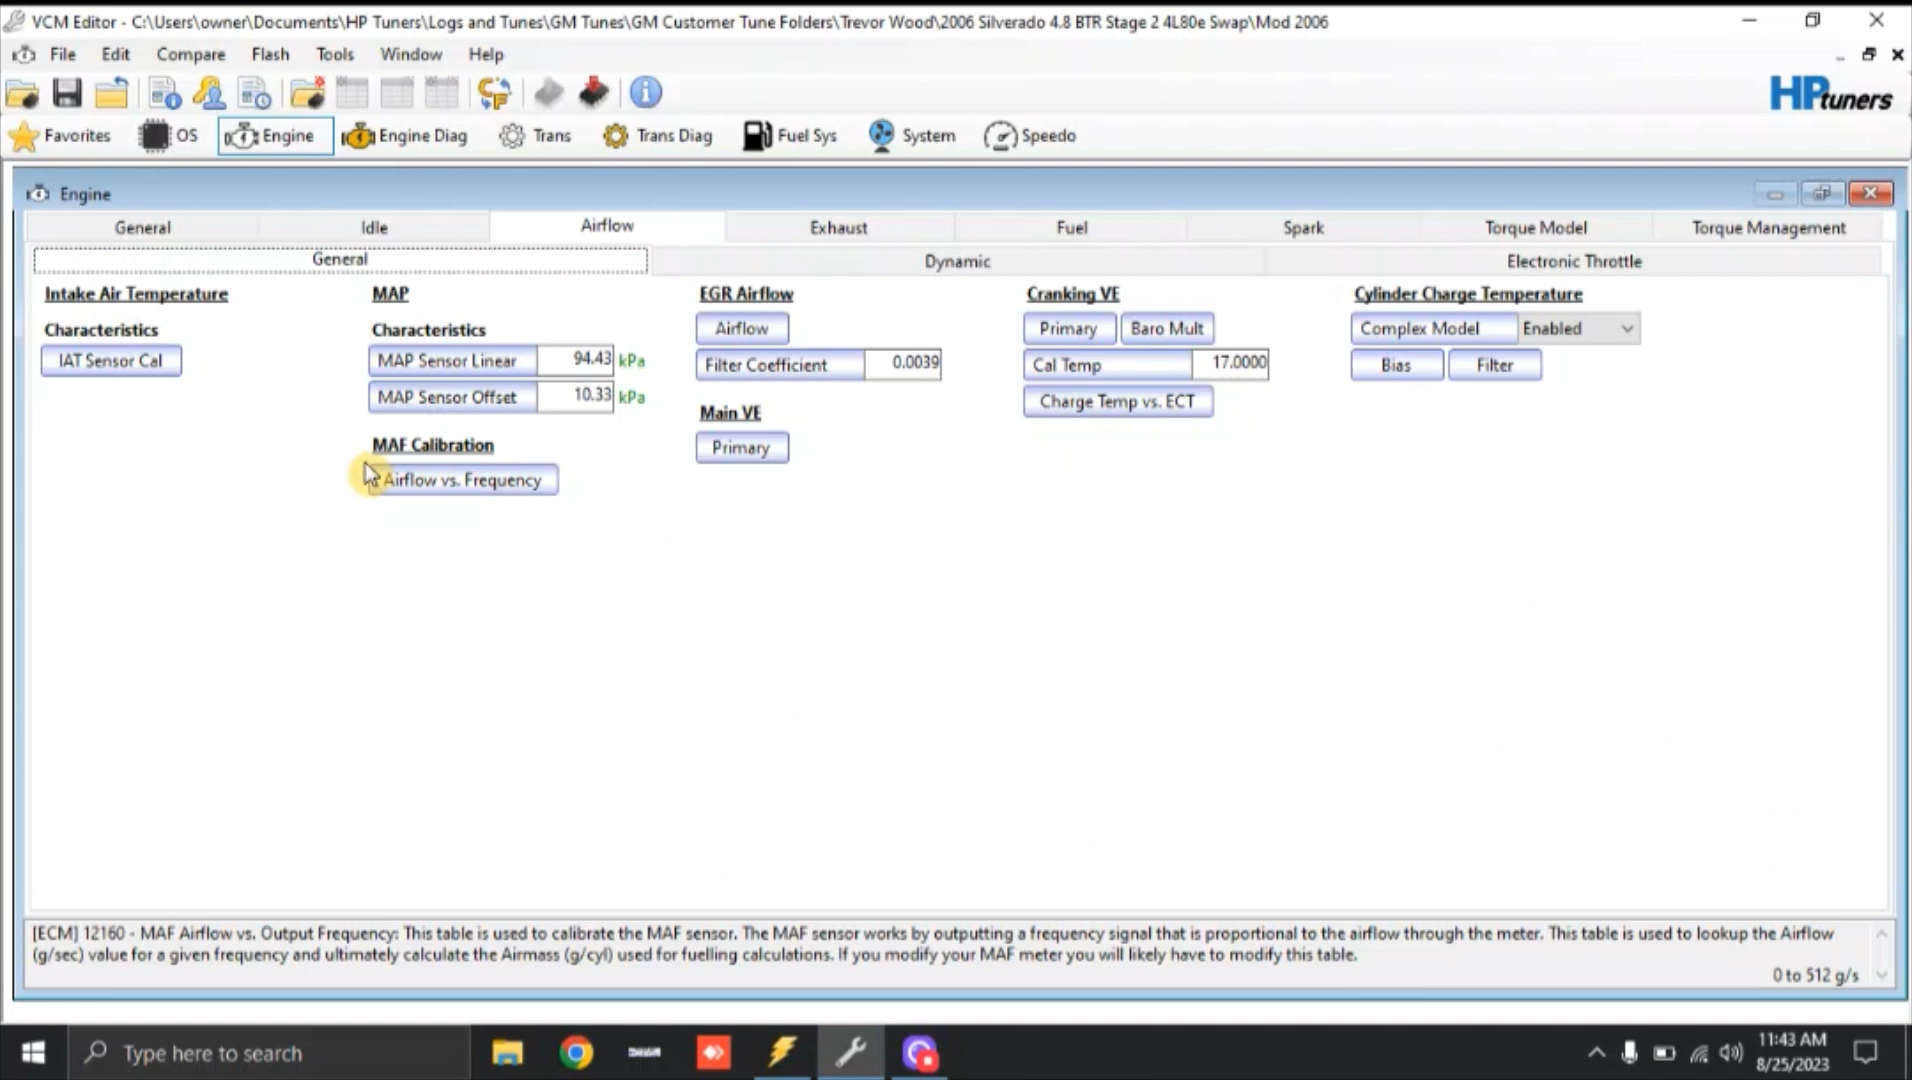 VCM Editor - C:\Users\owner\Documents\HP Tuners\Logs and Tunes\GM Tunes\GM Customer Tune Folders\Trevor Wood\2006 Silverado 4.8 BTR Stage 2 4L80e Swap\Mod 2006
File Edit Compare Flash Tools Window Help
HPtuners
Favorites OS Engine Engine Diag Trans Trans Diag Fuel Sys System Speedo
Engine
General Idle Airflow Exhaust Fuel Spark Torque Model Torque Management
General Dynamic Electronic Throttle
Intake Air Temperature MAP EGR Airflow Cranking VE Cylinder Charge Temperature
Characteristics Characteristics Airflow Primary Baro Mult Complex Model Enabled
IAT Sensor Cal MAP Sensor Linear 94.43 kPa Filter Coefficient 0.0039 Cal Temp 17.0000 Bias Filter
MAP Sensor Offset 10.33 kPa Main VE Charge Temp vs. ECT
MAF Calibration Primary
Airflow vs. Frequency
[ECM] 12160 - MAF Airflow vs. Output Frequency: This table is used to calibrate the MAF sensor. The MAF sensor works by outputting a frequency signal that is proportional to the airflow through the meter. This table is used to lookup the Airflow
(g/sec) value for a given frequency and ultimately calculate the Airmass (g/cyl) used for fuelling calculations. If you modify your MAF meter you will likely have to modify this table.
0 to 512 g/s
Type here to search
11:43 AM
8/25/2023